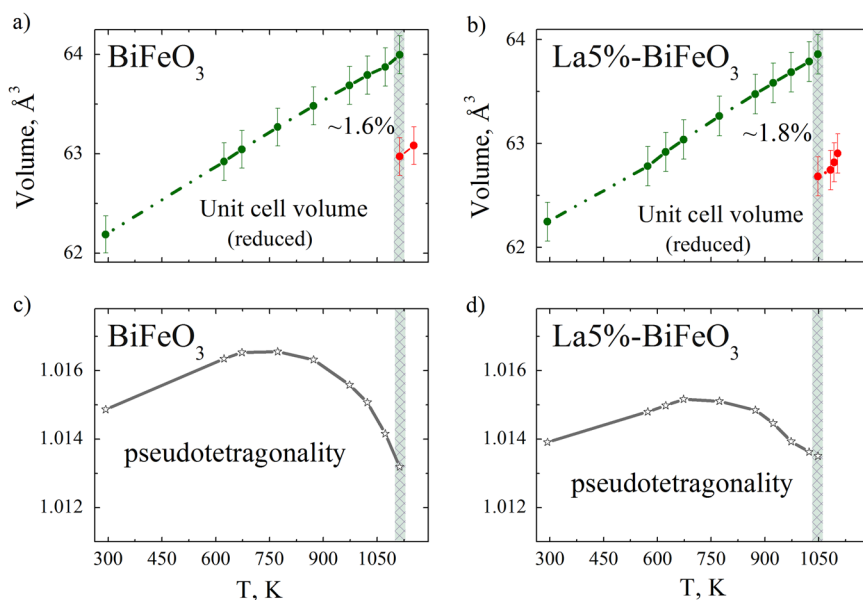 a)
BiFeO3
64
63
62
Volume, Å3
~1.6%
Unit cell volume
(reduced)
b)
La5%-BiFeO3
64
63
62
Volume, Å3
~1.8%
Unit cell volume
(reduced)
c)
BiFeO3
1.016
1.014
1.012
pseudotetragonality
300 450 600 750 900 1050
T, K
d)
La5%-BiFeO3
1.016
1.014
1.012
pseudotetragonality
300 450 600 750 900 1050
T, K